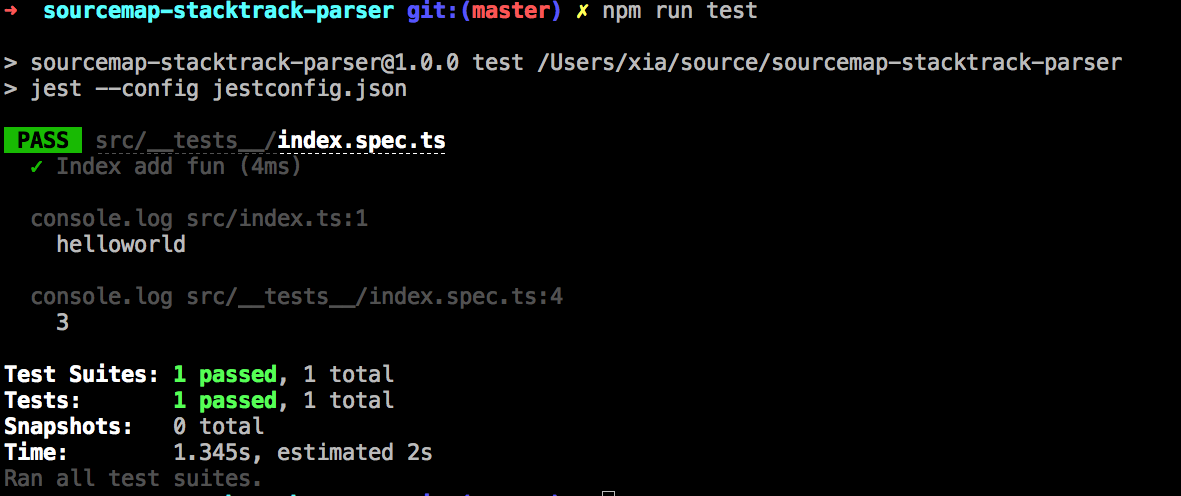 ➜ sourcemap-stacktrack-parser git:(master) ✗ npm run test
> sourcemap-stacktrack-parser@1.0.0 test /Users/xia/source/sourcemap-stacktrack-parser
> jest --config jestconfig.json
PASS src/__tests__/index.spec.ts
✓ Index add fun (4ms)
console.log src/index.ts:1
helloworld
console.log src/__tests__/index.spec.ts:4
3
Test Suites: 1 passed, 1 total
Tests: 1 passed, 1 total
Snapshots: 0 total
Time: 1.345s, estimated 2s
Ran all test suites.